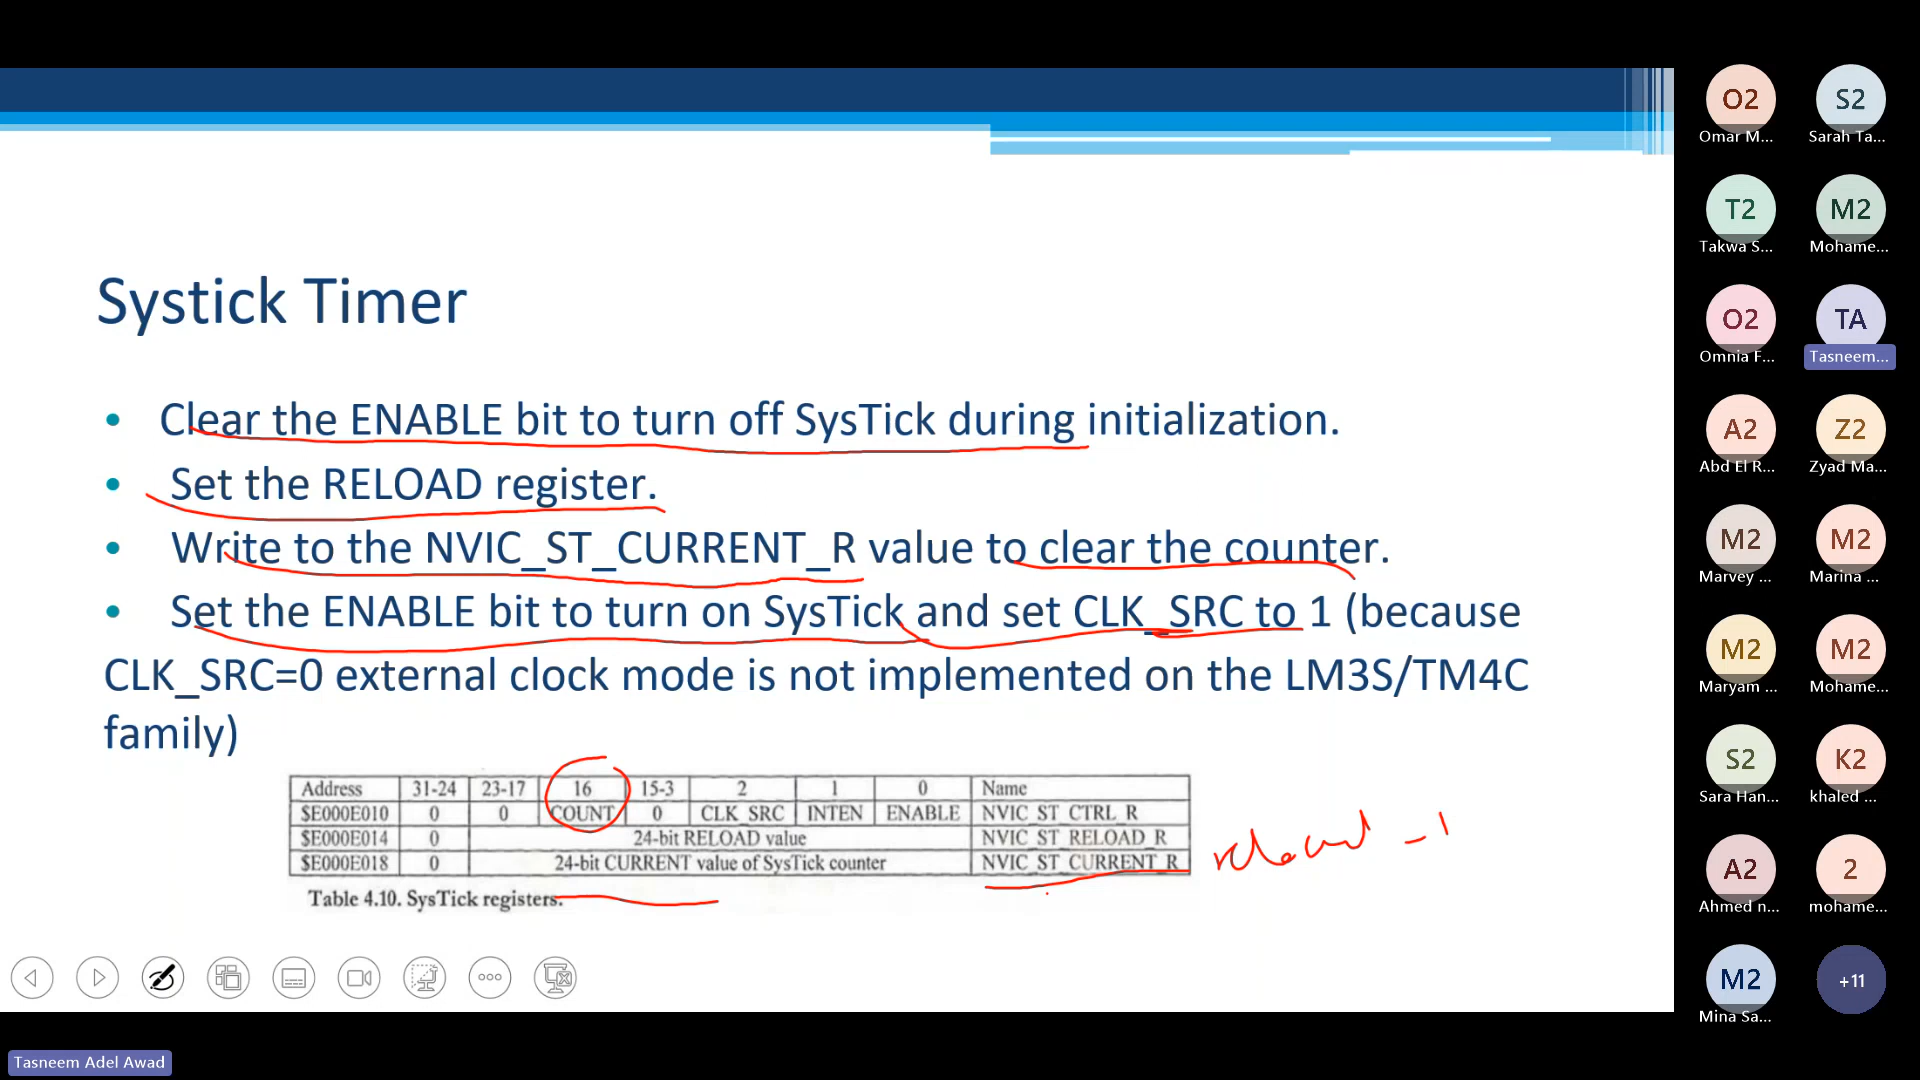 Systick Timer
• Clear the ENABLE bit to turn off SysTick during initialization.
• Set the RELOAD register.
• Write to the NVIC_ST_CURRENT_R value to clear the counter.
• Set the ENABLE bit to turn on SysTick and set CLK_SRC to 1 (because
CLK_SRC=0 external clock mode is not implemented on the LM3S/TM4C
family)
Address 31-24 23-17 16 15-3 2 1 0 Name
$E000E010 0 0 COUNT 0 CLK_SRC INTEN ENABLE NVIC_ST_CTRL_R
$E000E014 0 24-bit RELOAD value NVIC_ST_RELOAD_R
$E000E018 0 24-bit CURRENT value of SysTick counter NVIC_ST_CURRENT_R
reload -1
Table 4.10. SysTick registers.
Tasneem Adel Awad
O2 S2
Omar M... Sarah Ta...
T2 M2
Takwa S... Mohame...
O2 TA
Omnia F... Tasneem...
A2 Z2
Abd El R... Zyad Ma...
M2 M2
Marvey ... Marina ...
M2 M2
Maryam ... Mohame...
S2 K2
Sara Han... khaled ...
A2 2
Ahmed n... mohame...
M2 +11
Mina Sa...